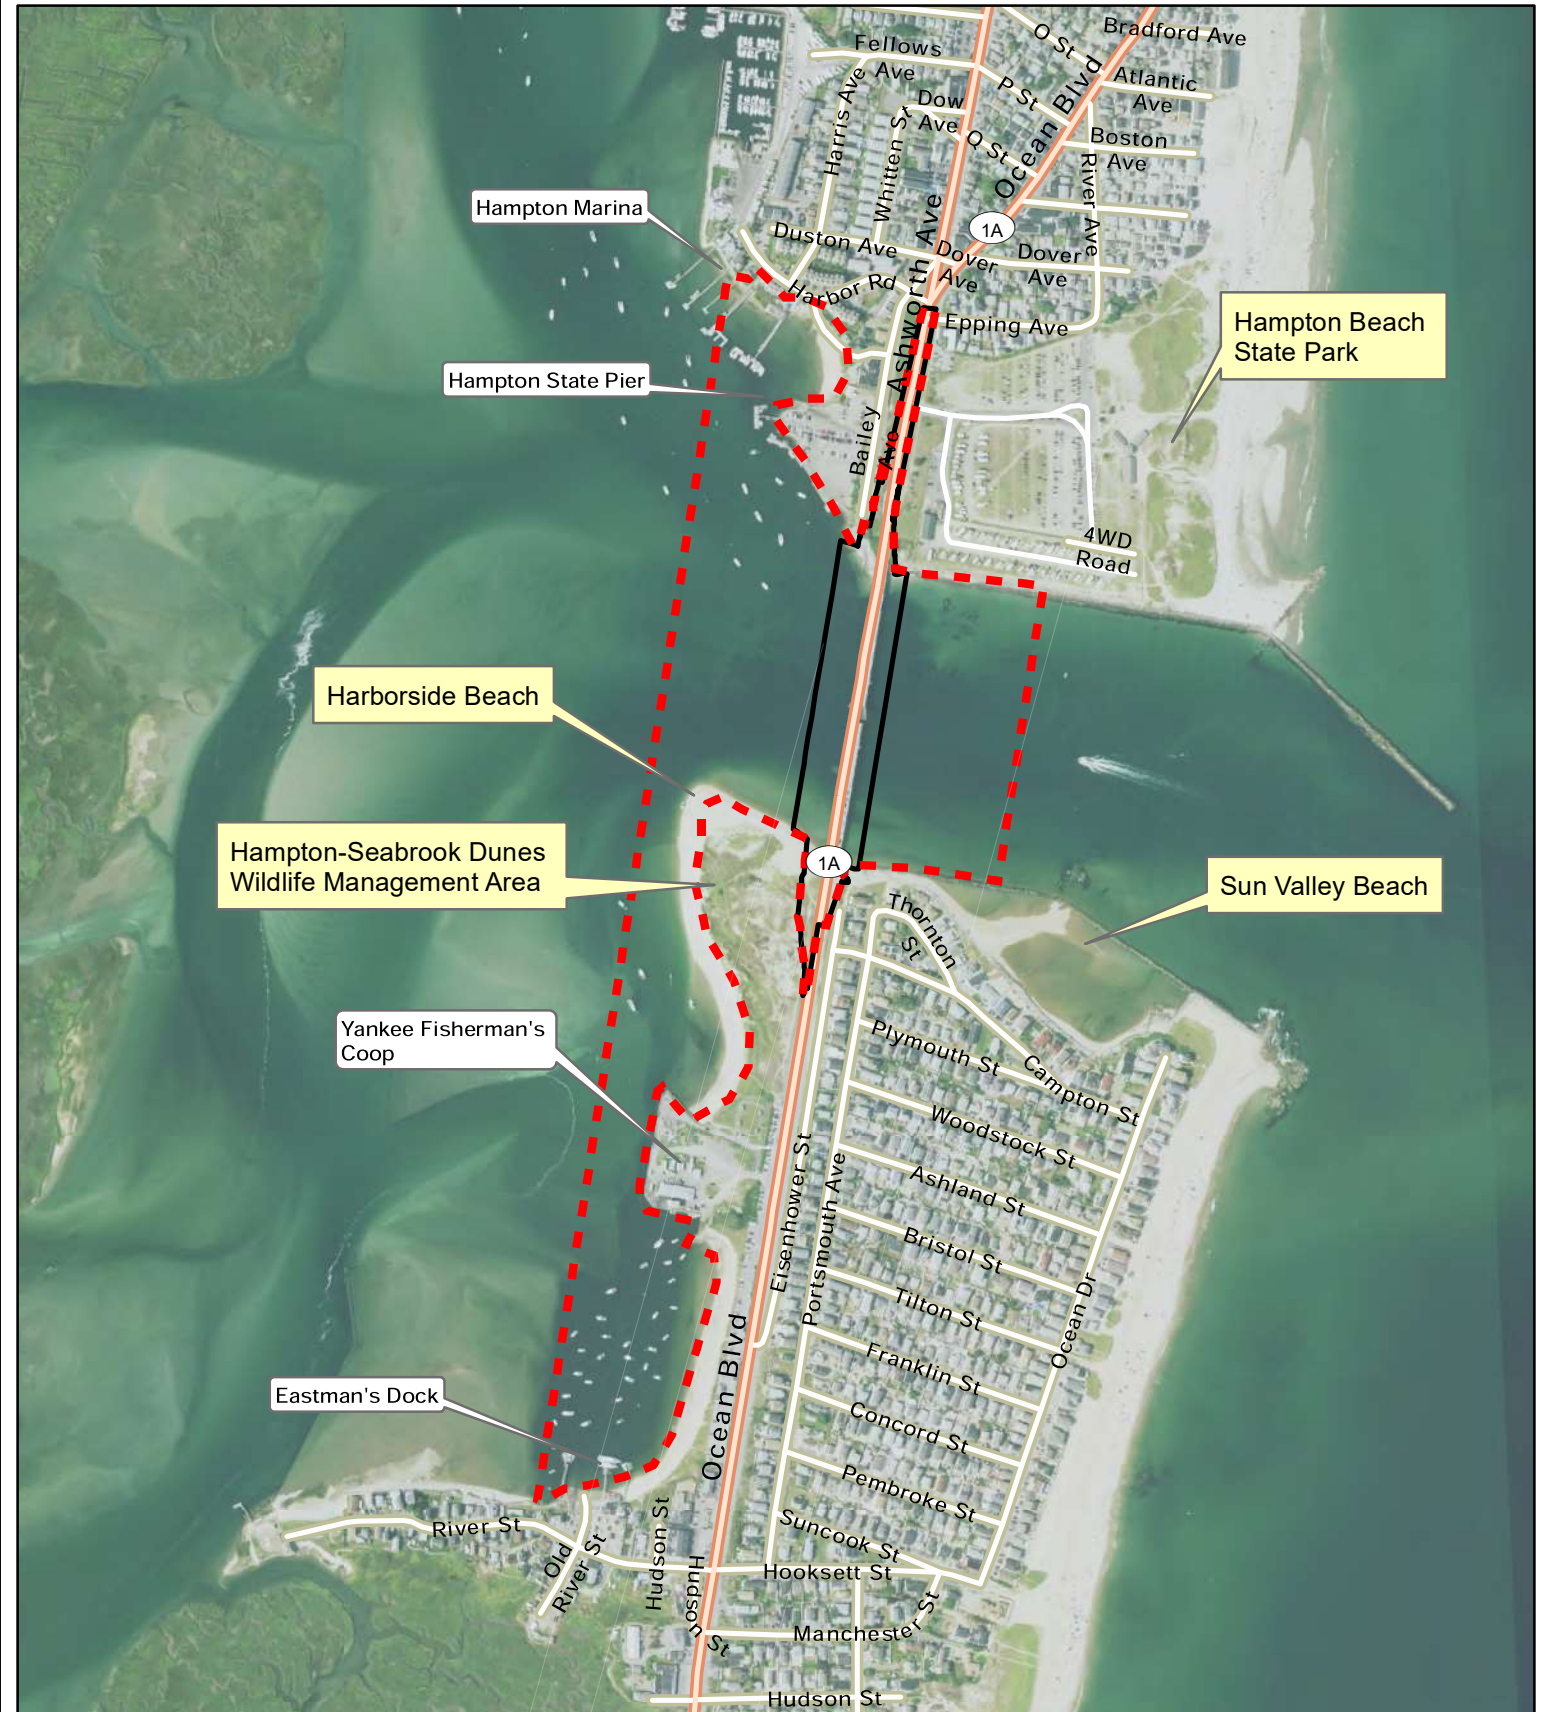 Bradford Ave
O St
Fellows
Ave
Atlantic
Ave
P St
Ocean Blvd
Harris Ave
Dow
Ave
Whitten St
Q St
Boston
Ave
River Ave
Hampton Marina
1A
Duston Ave
Dover
Ave
Dover
Ave
Ashworth Ave
Harbor Rd
Epping Ave
Hampton Beach
State Park
Hampton State Pier
Bailey
Ave
4WD
Road
Harborside Beach
Hampton-Seabrook Dunes
Wildlife Management Area
1A
Sun Valley Beach
Thornton
St
Yankee Fisherman's
Coop
Plymouth St
Campton St
Woodstock St
Ashland St
Eisenhower St
Portsmouth Ave
Bristol St
Tilton St
Ocean Dr
Franklin St
Ocean Blvd
Eastman's Dock
Concord St
Pembroke St
Suncook St
River St
Old
River St
Hudson St
Hudson St
Hooksett St
Manchester St
Hudson St